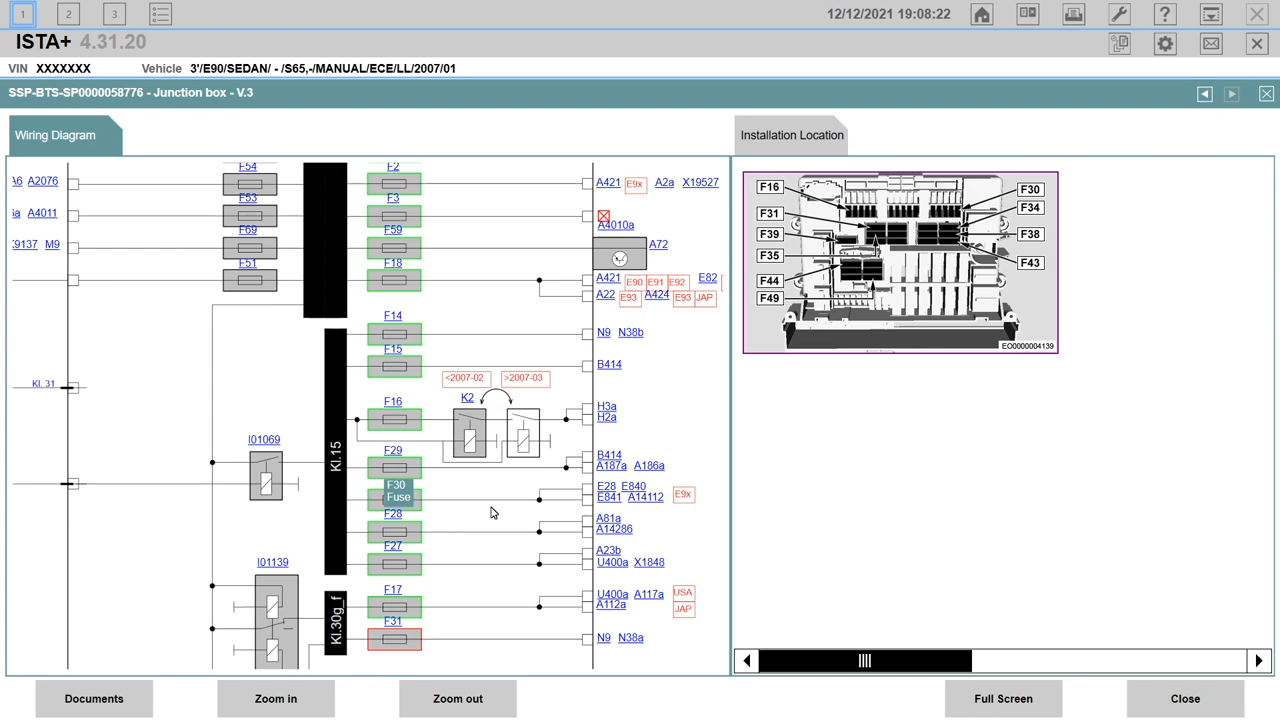 1 2 3 12/12/2021 19:08:22
ISTA+ 4.31.20
VIN XXXXXXX Vehicle 3'/E90/SEDAN/ - /S65,-/MANUAL/ECE/LL/2007/01
SSP-BTS-SP0000058776 - Junction box - V.3
Wiring Diagram
Installation Location
F54 F2
A6 A2076 A421 E9x A2a X19527
F53 F3
A4011 A4010a
F69 F59
9137 M9 A72
F51 F18
A421 E90 E91 E92 E82
A22 E93 A424 E93 JAP
F14
N9 N38b
F15
B414
Kl. 31
<2007-02 >2007-03
F16 K2
H3a
H2a
Kl.15
I01069
F29
B414
A187a A186a
F30
Fuse
E28 E840
E841 A14112 E9x
F28
A81a
A14286
F27
A23b
U400a X1848
I01139
Kl.30g_f
F17
U400a A117a USA
A112a JAP
F31
N9 N38a
F16 F30
F31 F34
F39 F38
F35 F43
F44
F49
EO0000004139
Documents Zoom in Zoom out Full Screen Close